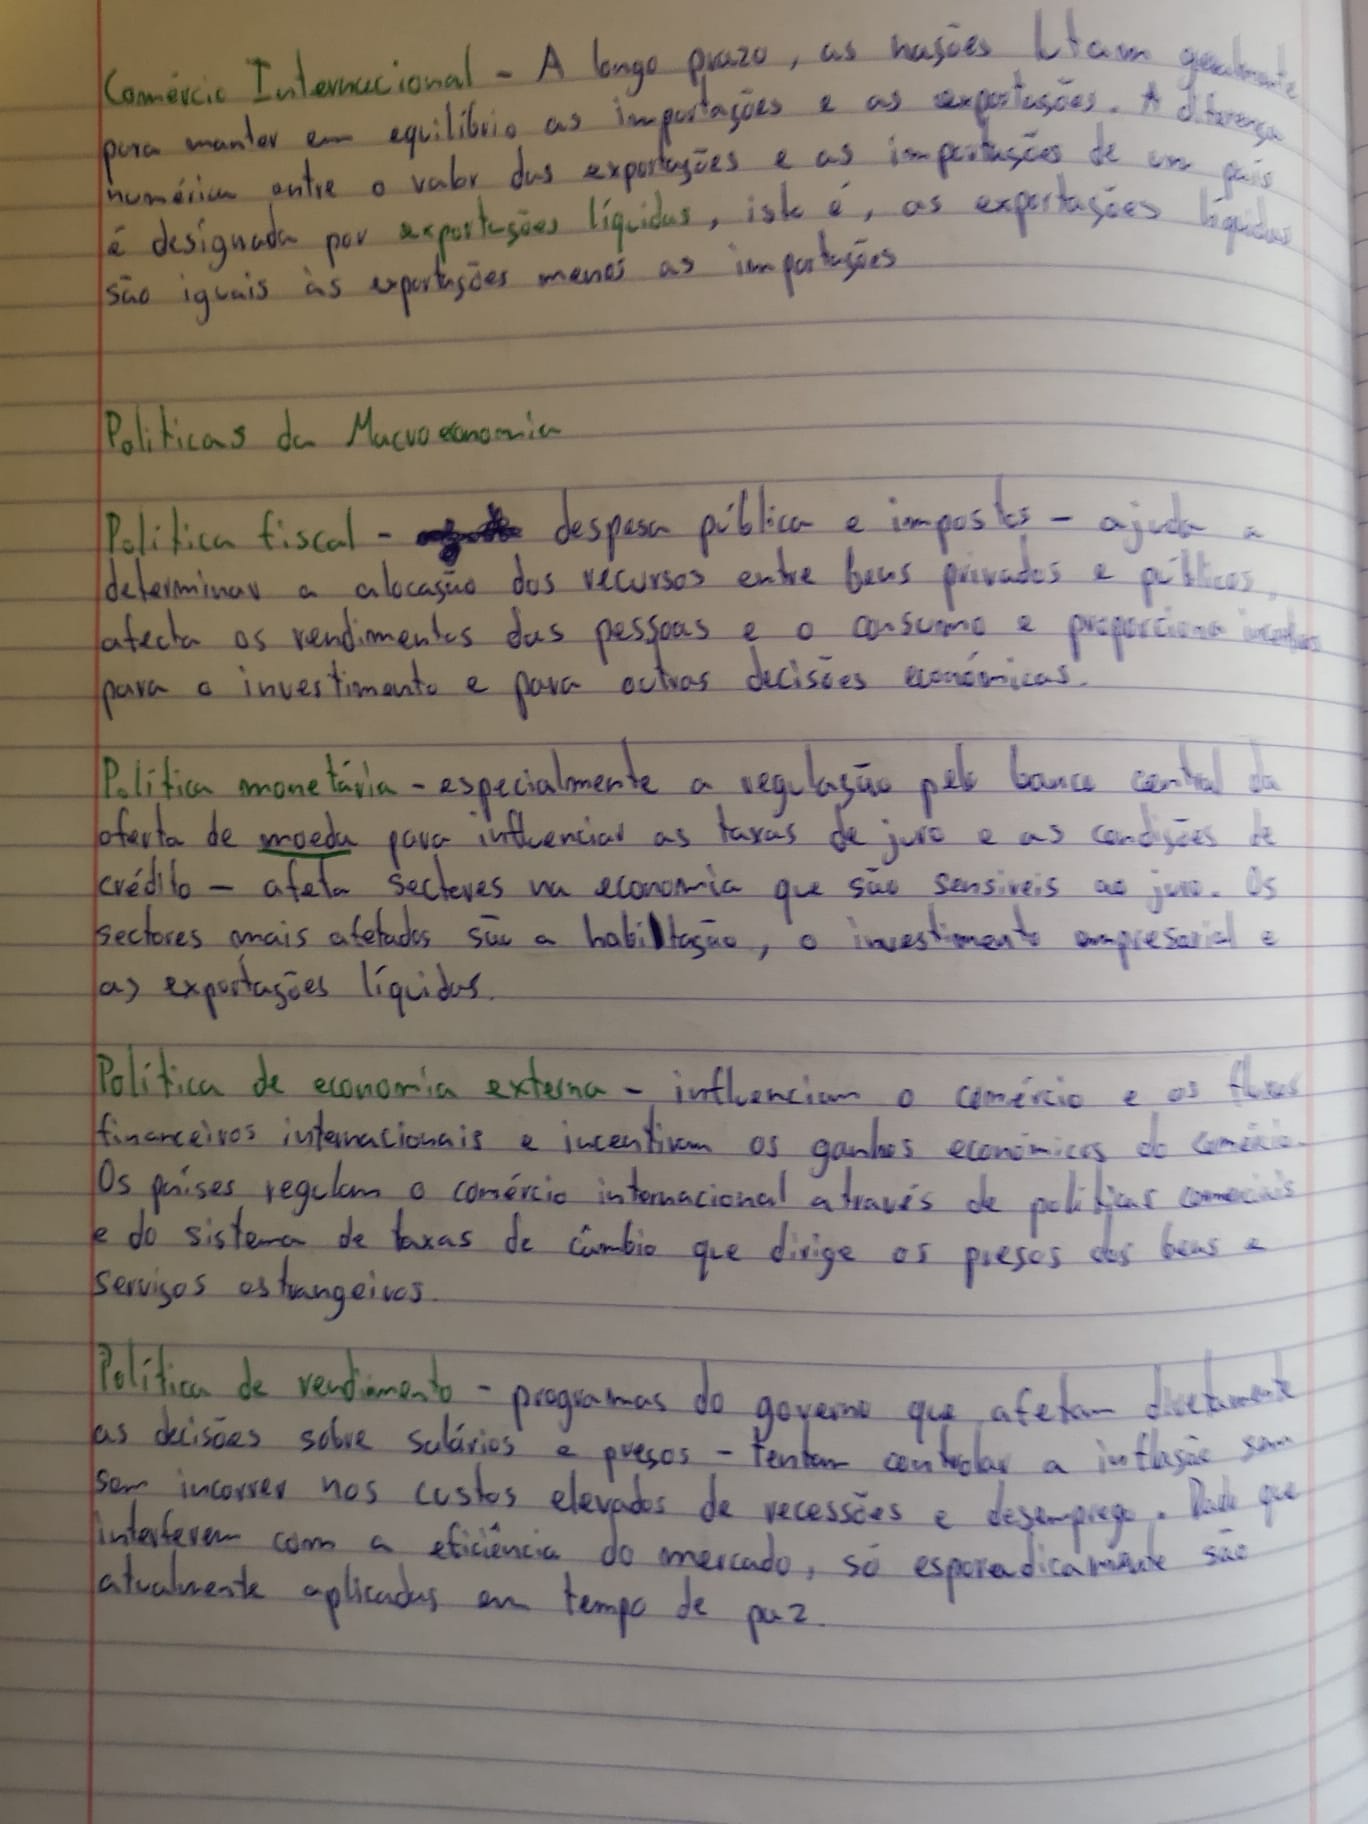 Comércio Internacional - A longo prazo, as nações lutam geralmente
para manter em equilíbrio as importações e as exportações. A diferença
numérica entre o valor das exportações e as importações de um país
é designada por exportações líquidas, isto é, as exportações líquidas
são iguais às exportações menos as importações
Politicas da Macroeconomia
Política fiscal - despesa pública e impostos - ajuda a
determinar a alocação dos recursos entre bens privados e públicos,
afecta os rendimentos das pessoas e o consumo e proporciona
para o investimento e para outras decisões económicas.
Política monetária - especialmente a regulação pelo banco central da
oferta de moeda para influenciar as taxas de juro e as condições de
crédito - afeta sectores na economia que são sensiveis ao juro. Os
sectores mais afetados são a habitação, o investimento empresarial e
as exportações líquidas.
Política de economia externa - influenciam o comércio e os fluxos
financeiros internacionais e incentivam os ganhos económicos do comércio.
Os países regulam o comércio internacional através de políticas comerciais
e do sistema de taxas de câmbio que dirige os preços dos bens e
serviços estrangeiros.
Política de rendimento - programas do governo que afetam diretamente
as decisões sobre salários e preços - tentam controlar a inflação sem
sem incorrer nos custos elevados de recessões e desemprego. Dado que
interferem com a eficiência do mercado, só esporadicamente são
atualmente aplicadas em tempo de paz.